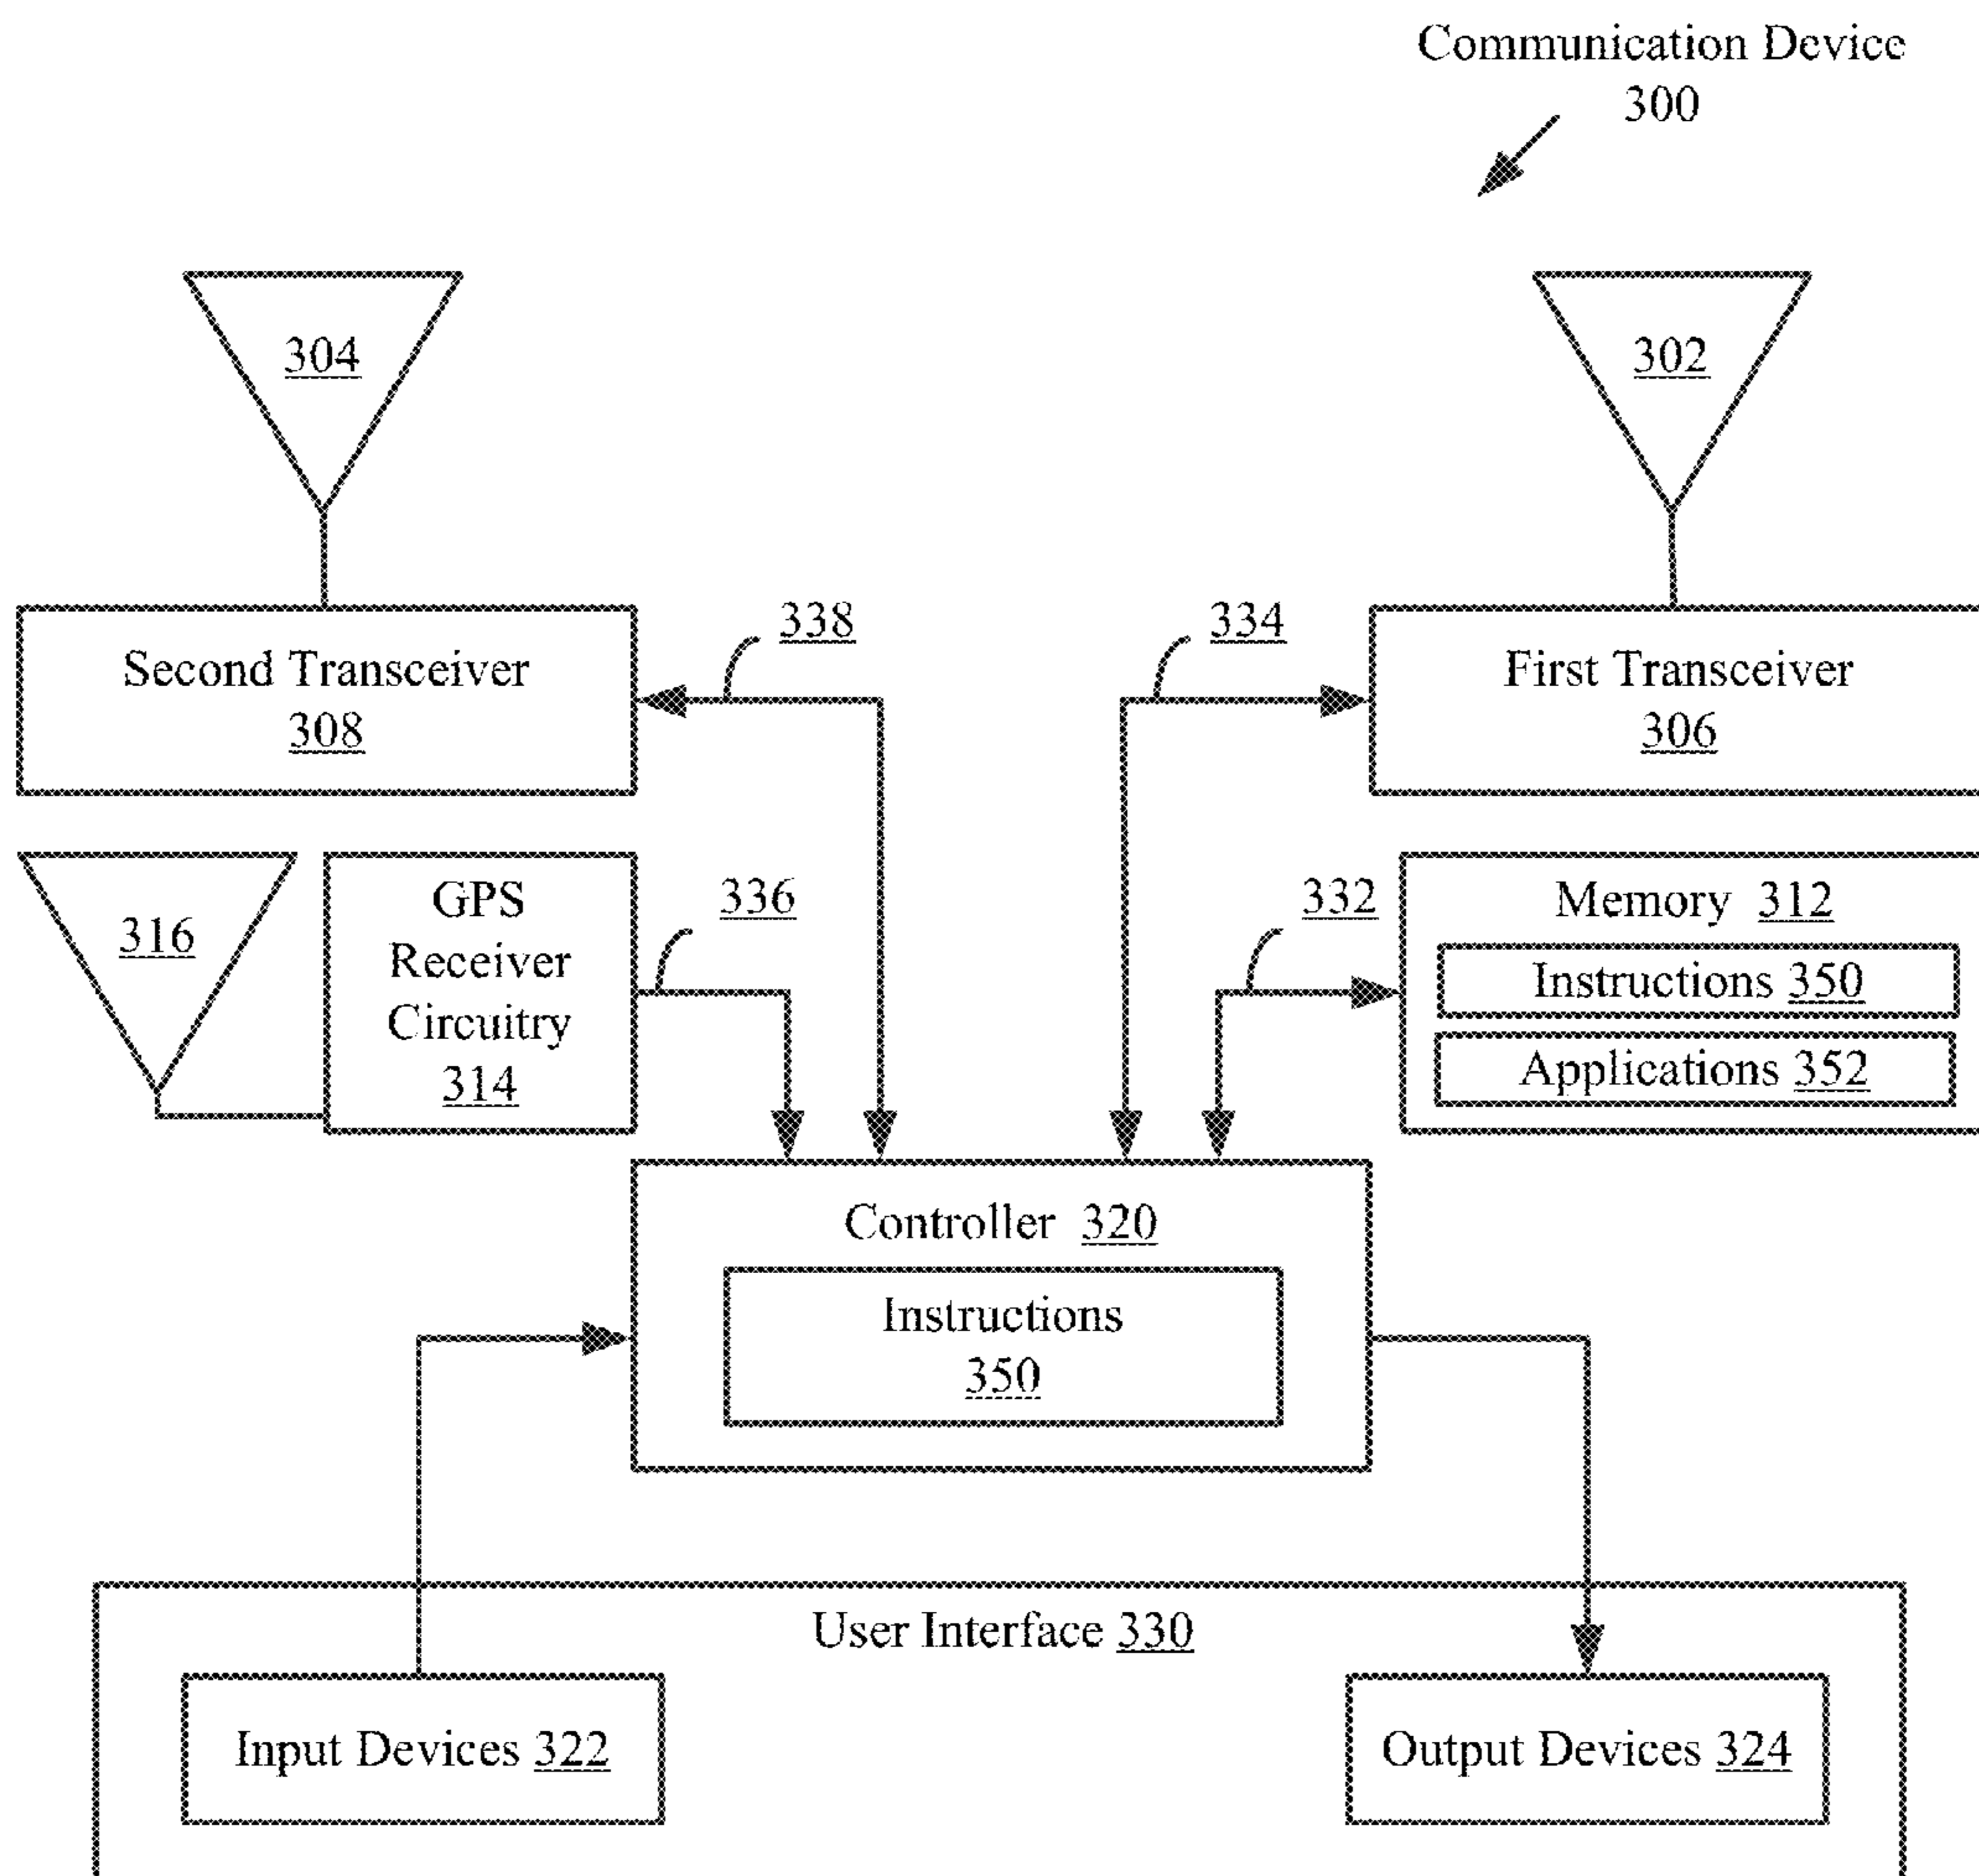 Communication Device
300
304
302
338
334
Second Transceiver
308
First Transceiver
306
316
GPS
Receiver
Circuitry
314
336
332
Memory 312
Instructions 350
Applications 352
Controller 320
Instructions
350
User Interface 330
Input Devices 322
Output Devices 324